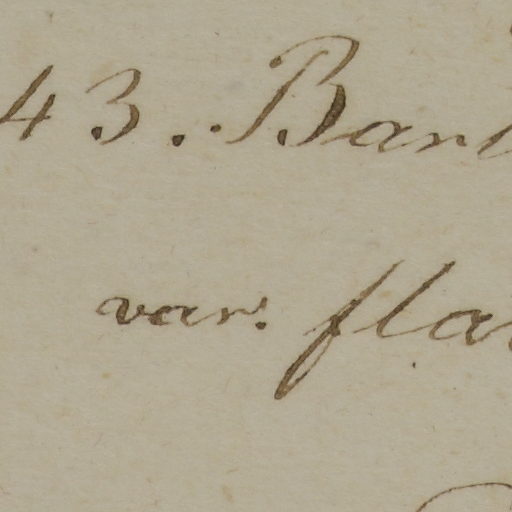 43. Ban
var. fla